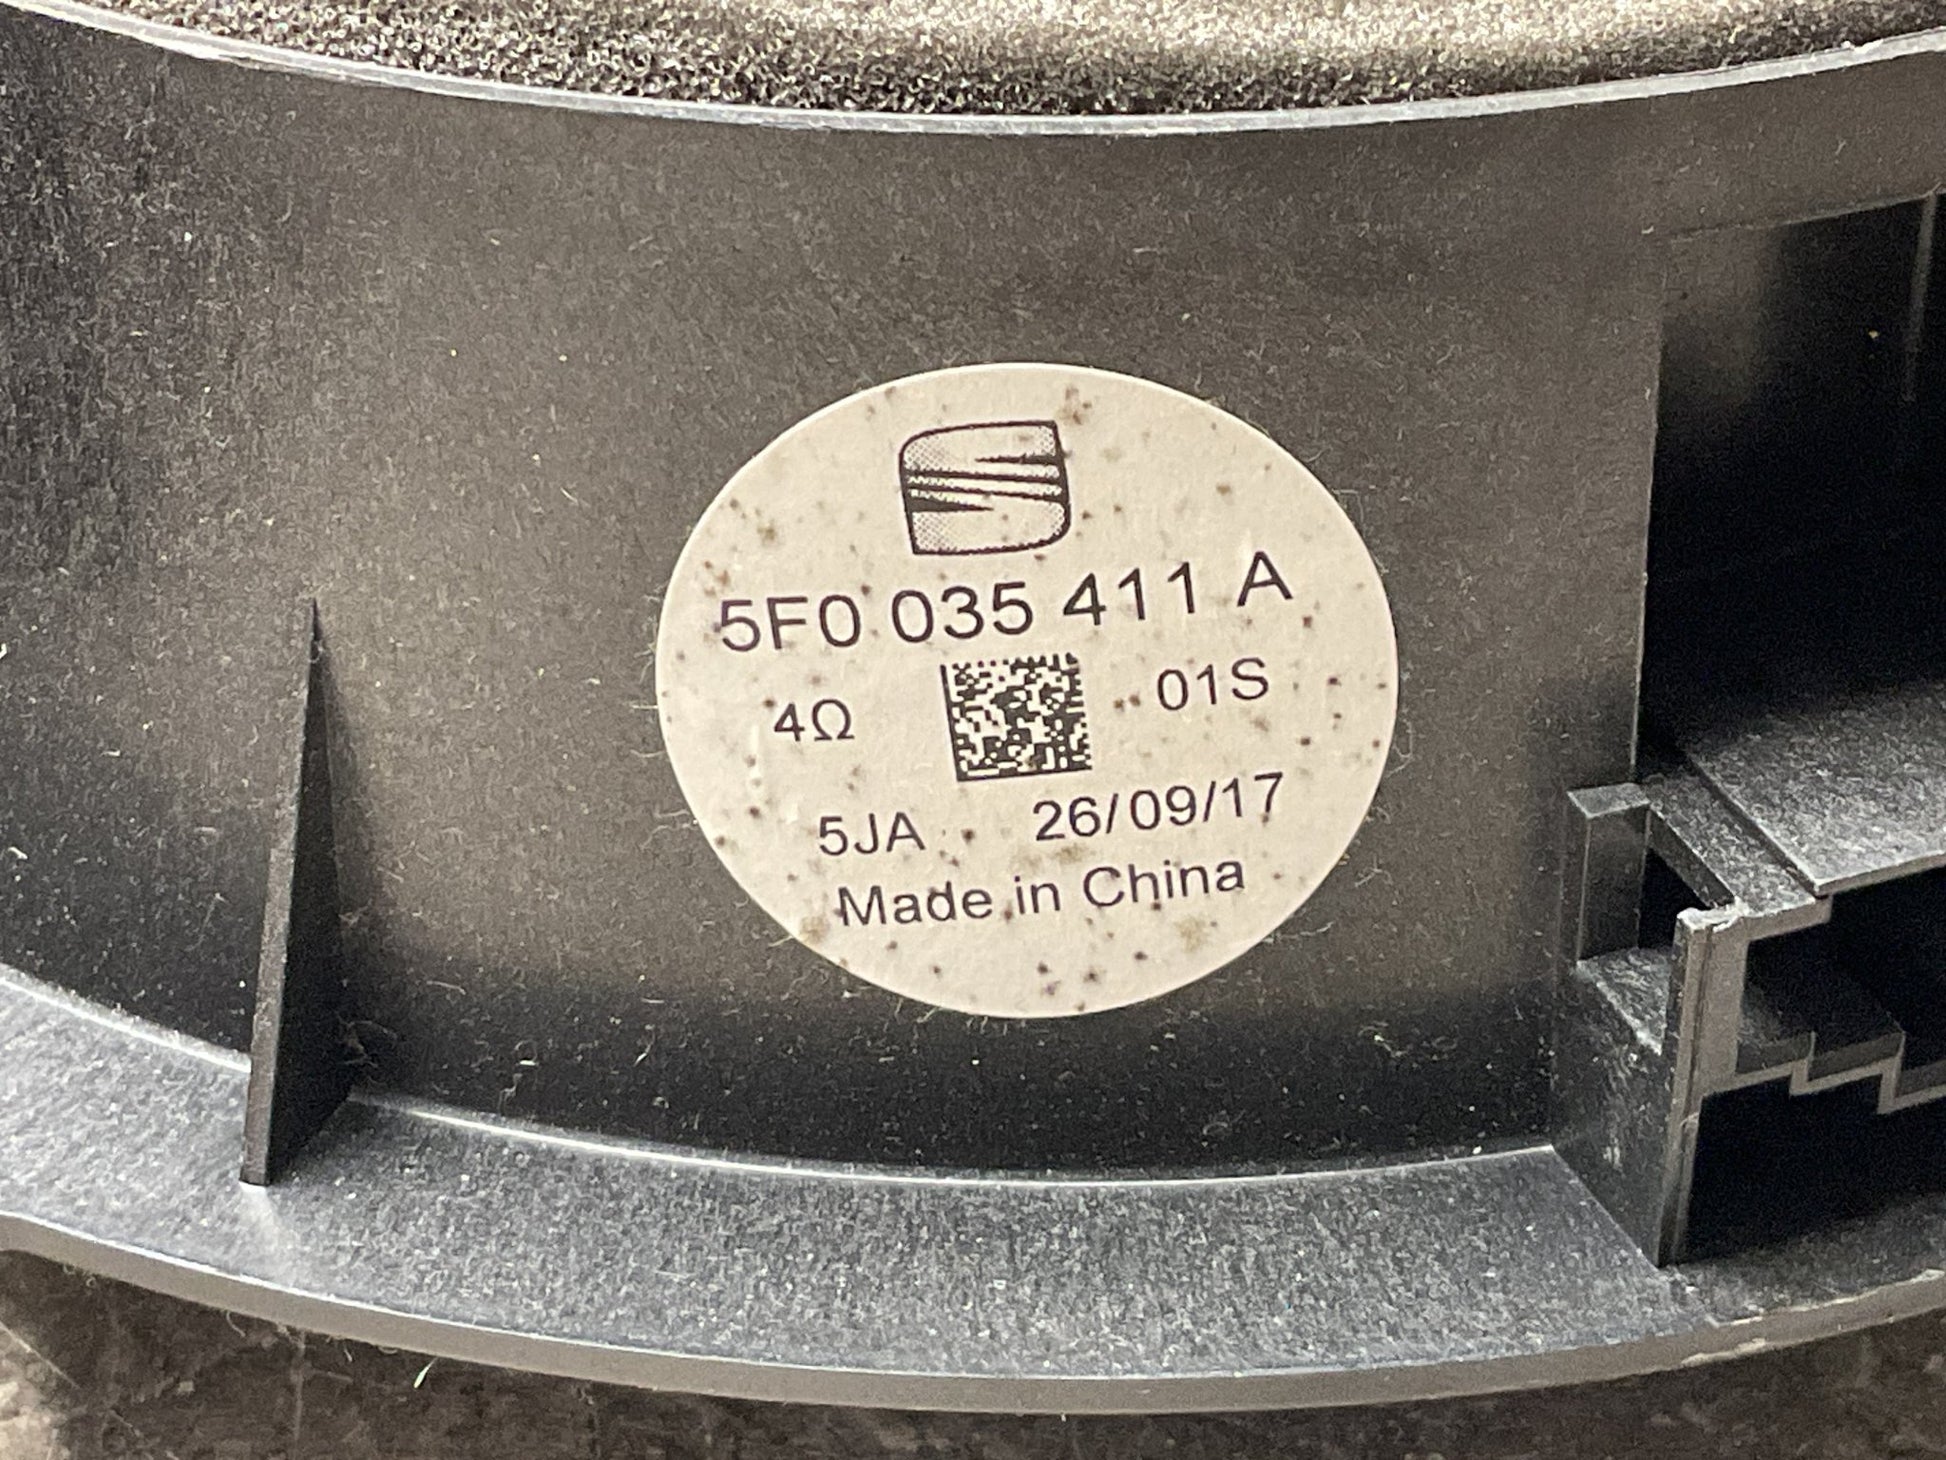 5F0 035 411 A
4Ω 01S
5JA 26/09/17
Made in China